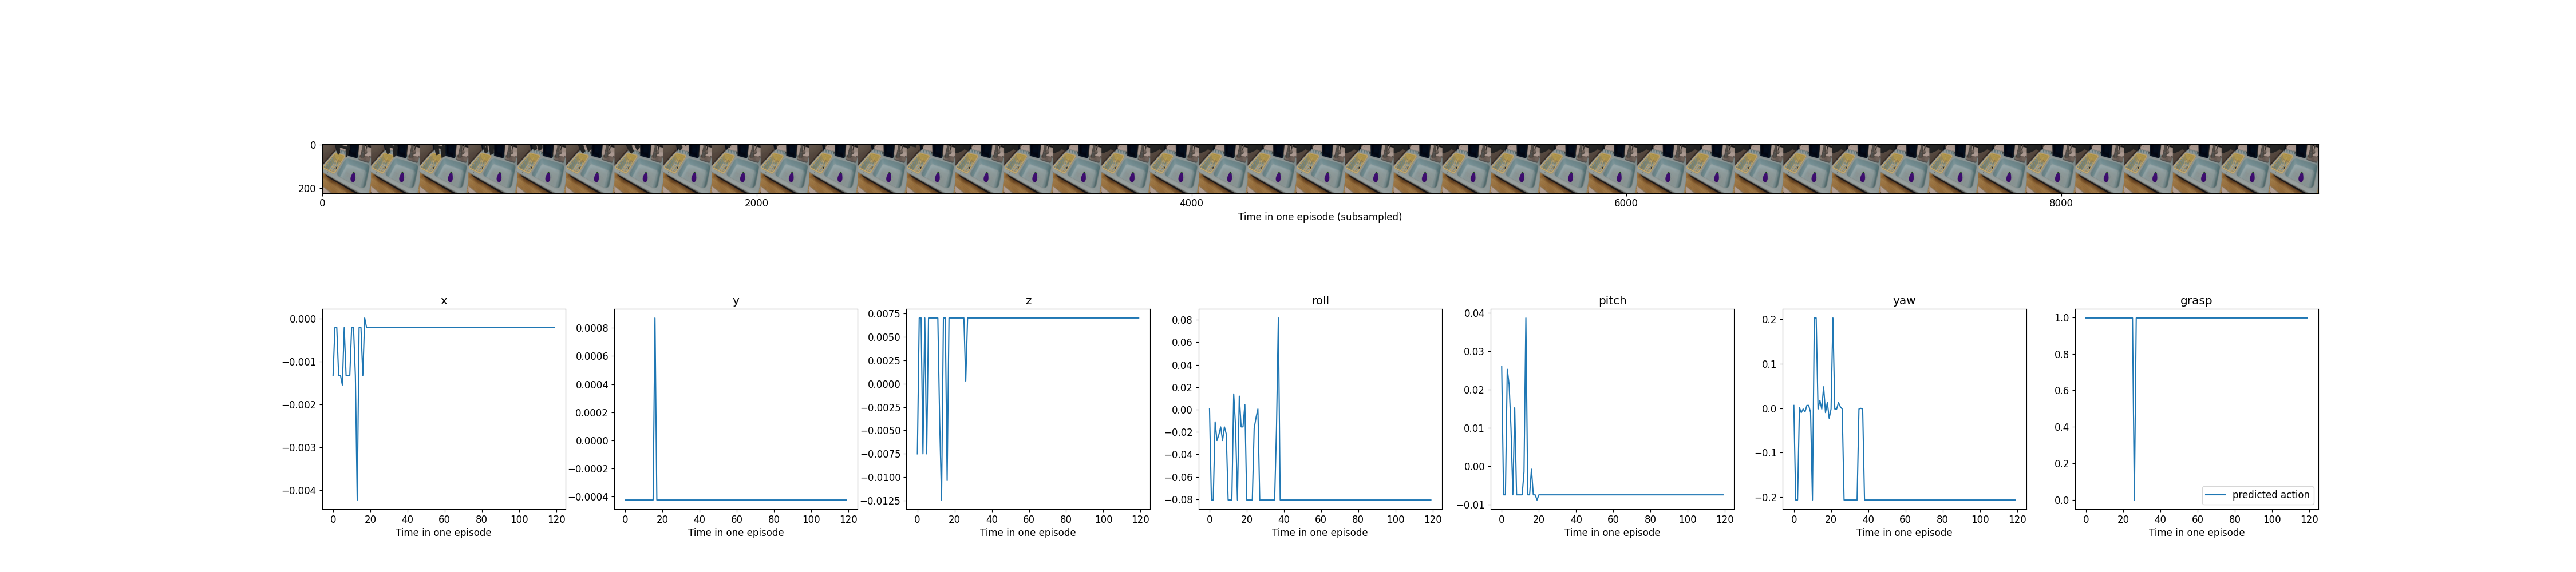 0
200
0 2000 4000 6000 8000
Time in one episode (subsampled)
x
0.000
−0.001
−0.002
−0.003
−0.004
0 20 40 60 80 100 120
Time in one episode
y
0.0008
0.0006
0.0004
0.0002
0.0000
−0.0002
−0.0004
0 20 40 60 80 100 120
Time in one episode
z
0.0075
0.0050
0.0025
0.0000
−0.0025
−0.0050
−0.0075
−0.0100
−0.0125
0 20 40 60 80 100 120
Time in one episode
roll
0.08
0.06
0.04
0.02
0.00
−0.02
−0.04
−0.06
−0.08
0 20 40 60 80 100 120
Time in one episode
pitch
0.04
0.03
0.02
0.01
0.00
−0.01
0 20 40 60 80 100 120
Time in one episode
yaw
0.2
0.1
0.0
−0.1
−0.2
0 20 40 60 80 100 120
Time in one episode
grasp
1.0
0.8
0.6
0.4
0.2
0.0
predicted action
0 20 40 60 80 100 120
Time in one episode